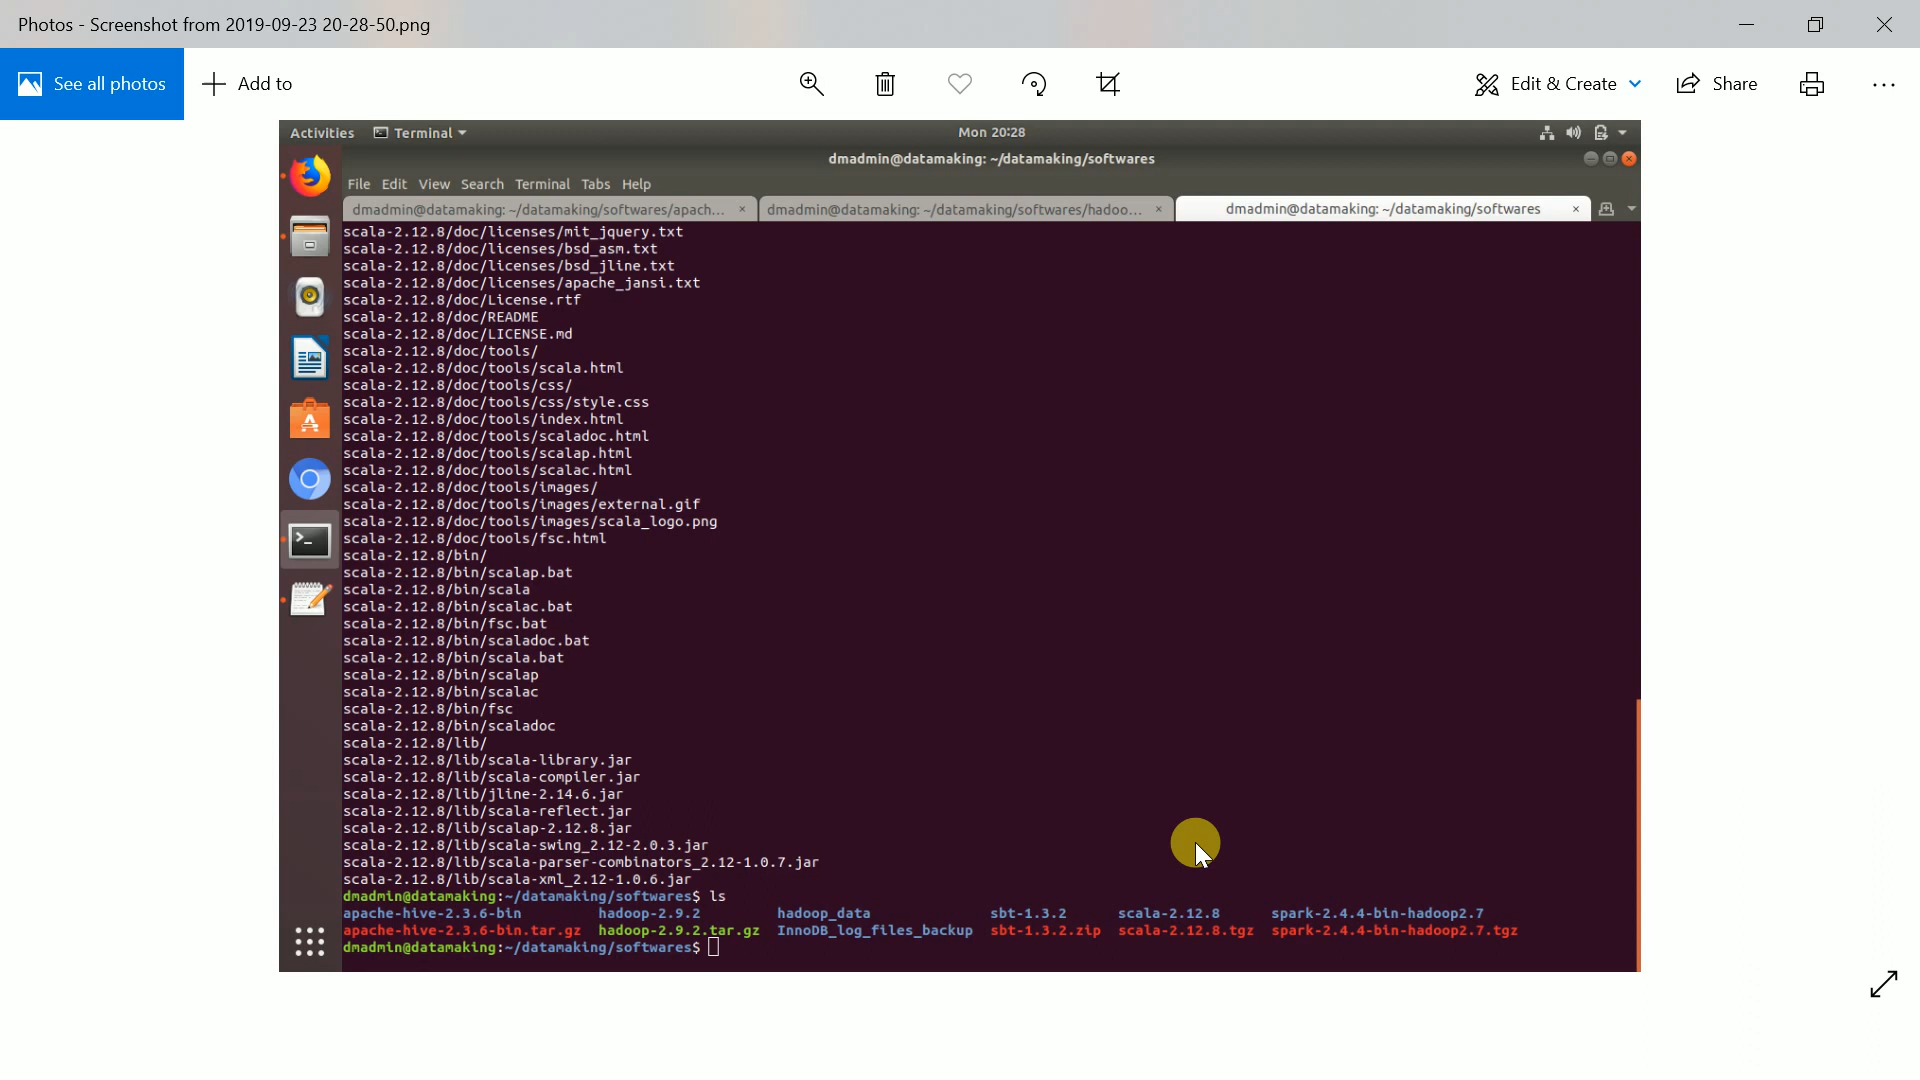 Photos - Screenshot from 2019-09-23 20-28-50.png
See all photos
Add to
Edit & Create
Share
Activities
Terminal
Mon 20:28
dmadmin@datamaking: ~/datamaking/softwares
File Edit View Search Terminal Tabs Help
dmadmin@datamaking: ~/datamaking/softwares/apach... × dmadmin@datamaking: ~/datamaking/softwares/hadoo... × dmadmin@datamaking: ~/datamaking/softwares ×
scala-2.12.8/doc/licenses/mit_jquery.txt
scala-2.12.8/doc/licenses/bsd_asm.txt
scala-2.12.8/doc/licenses/bsd_jline.txt
scala-2.12.8/doc/licenses/apache_jansi.txt
scala-2.12.8/doc/License.rtf
scala-2.12.8/doc/README
scala-2.12.8/doc/LICENSE.md
scala-2.12.8/doc/tools/
scala-2.12.8/doc/tools/scala.html
scala-2.12.8/doc/tools/css/
scala-2.12.8/doc/tools/css/style.css
scala-2.12.8/doc/tools/index.html
scala-2.12.8/doc/tools/scaladoc.html
scala-2.12.8/doc/tools/scalap.html
scala-2.12.8/doc/tools/scalac.html
scala-2.12.8/doc/tools/images/
scala-2.12.8/doc/tools/images/external.gif
scala-2.12.8/doc/tools/images/scala_logo.png
scala-2.12.8/doc/tools/fsc.html
scala-2.12.8/bin/
scala-2.12.8/bin/scalap.bat
scala-2.12.8/bin/scala
scala-2.12.8/bin/scalac.bat
scala-2.12.8/bin/fsc.bat
scala-2.12.8/bin/scaladoc.bat
scala-2.12.8/bin/scala.bat
scala-2.12.8/bin/scalap
scala-2.12.8/bin/scalac
scala-2.12.8/bin/fsc
scala-2.12.8/bin/scaladoc
scala-2.12.8/lib/
scala-2.12.8/lib/scala-library.jar
scala-2.12.8/lib/scala-compiler.jar
scala-2.12.8/lib/jline-2.14.6.jar
scala-2.12.8/lib/scala-reflect.jar
scala-2.12.8/lib/scalap-2.12.8.jar
scala-2.12.8/lib/scala-swing_2.12-2.0.3.jar
scala-2.12.8/lib/scala-parser-combinators_2.12-1.0.7.jar
scala-2.12.8/lib/scala-xml_2.12-1.0.6.jar
dmadmin@datamaking:~/datamaking/softwares$ ls
apache-hive-2.3.6-bin hadoop-2.9.2 hadoop_data sbt-1.3.2 scala-2.12.8 spark-2.4.4-bin-hadoop2.7
apache-hive-2.3.6-bin.tar.gz hadoop-2.9.2.tar.gz InnoDB_log_files_backup sbt-1.3.2.zip scala-2.12.8.tgz spark-2.4.4-bin-hadoop2.7.tgz
dmadmin@datamaking:~/datamaking/softwares$